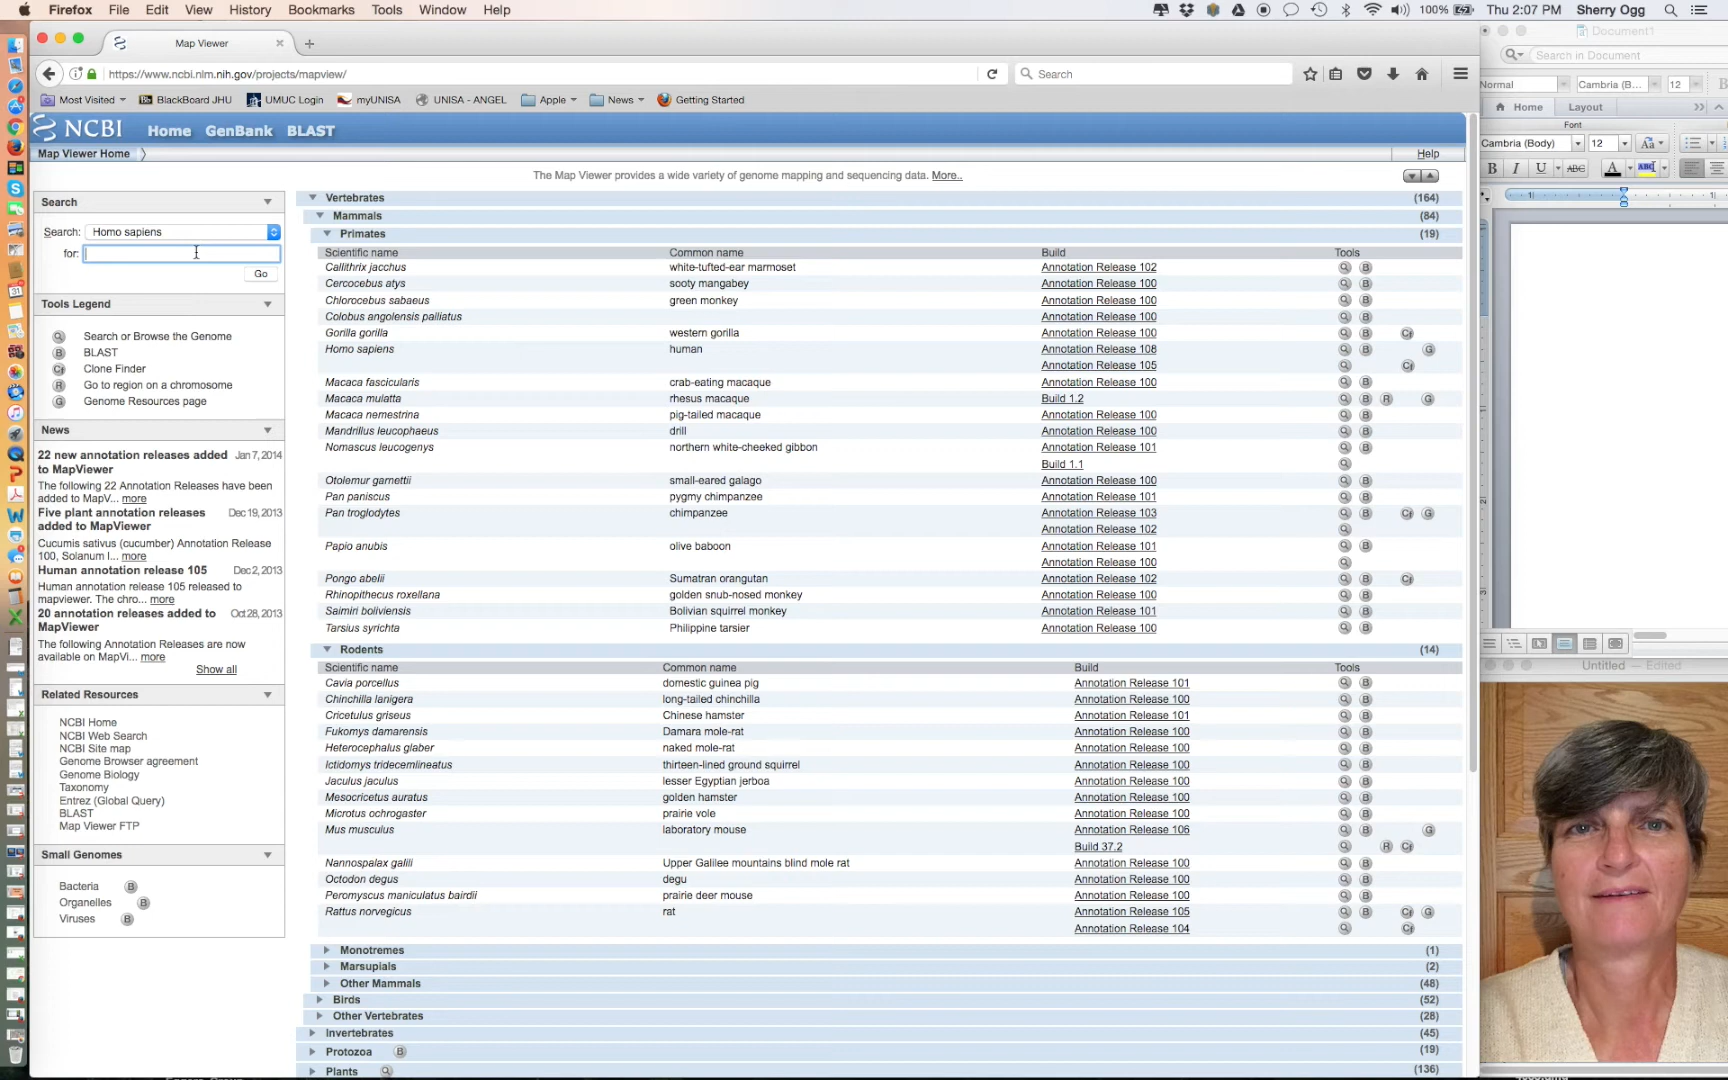 Firefox File Edit View History Bookmarks Tools Window Help 100% Thu 2:07 PM Sherry Ogg
Map Viewer
Document1
https://www.ncbi.nlm.nih.gov/projects/mapview/ Search
Search in Document
Most Visited BlackBoard JHU UMUC Login myUNISA UNISA - ANGEL Apple News Getting Started
Normal Cambria (B... 12
Home Layout
Font
Cambria (Body) 12
NCBI Home GenBank BLAST
Map Viewer Home Help
The Map Viewer provides a wide variety of genome mapping and sequencing data. More..
Search
Search: Homo sapiens
for:
Go
Tools Legend
Search or Browse the Genome
B BLAST
Clone Finder
R Go to region on a chromosome
G Genome Resources page
News
22 new annotation releases added to MapViewer Jan 7, 2014
The following 22 Annotation Releases have been
added to MapV... more
Five plant annotation releases added to MapViewer Dec 19, 2013
Cucumis sativus (cucumber) Annotation Release
100, Solanum l... more
Human annotation release 105 Dec 2, 2013
Human annotation release 105 released to
mapviewer. The chro... more
20 annotation releases added to MapViewer Oct 28, 2013
The following Annotation Releases are now
available on MapVi... more
Show all
Related Resources
NCBI Home
NCBI Web Search
NCBI Site map
Genome Browser agreement
Genome Biology
Taxonomy
Entrez (Global Query)
BLAST
Map Viewer FTP
Small Genomes
Bacteria B
Organelles B
Viruses B
Vertebrates (164)
Mammals (84)
Primates (19)
Scientific name Common name Build Tools
Callithrix jacchus white-tufted-ear marmoset Annotation Release 102 B
Cercocebus atys sooty mangabey Annotation Release 100 B
Chlorocebus sabaeus green monkey Annotation Release 100 B
Colobus angolensis palliatus Annotation Release 100 B
Gorilla gorilla western gorilla Annotation Release 100 B
Homo sapiens human Annotation Release 108 B G
Annotation Release 105
Macaca fascicularis crab-eating macaque Annotation Release 100 B
Macaca mulatta rhesus macaque Build 1.2 B R G
Macaca nemestrina pig-tailed macaque Annotation Release 100 B
Mandrillus leucophaeus drill Annotation Release 100 B
Nomascus leucogenys northern white-cheeked gibbon Annotation Release 101 B
Build 1.1
Otolemur garnettii small-eared galago Annotation Release 100 B
Pan paniscus pygmy chimpanzee Annotation Release 101 B
Pan troglodytes chimpanzee Annotation Release 103 B G
Annotation Release 102
Papio anubis olive baboon Annotation Release 101 B
Annotation Release 100
Pongo abelii Sumatran orangutan Annotation Release 102 B
Rhinopithecus roxellana golden snub-nosed monkey Annotation Release 100 B
Saimiri boliviensis Bolivian squirrel monkey Annotation Release 101 B
Tarsius syrichta Philippine tarsier Annotation Release 100 B
Rodents (14)
Scientific name Common name Build Tools
Cavia porcellus domestic guinea pig Annotation Release 101 B
Chinchilla lanigera long-tailed chinchilla Annotation Release 100 B
Cricetulus griseus Chinese hamster Annotation Release 101 B
Fukomys damarensis Damara mole-rat Annotation Release 100 B
Heterocephalus glaber naked mole-rat Annotation Release 100 B
Ictidomys tridecemlineatus thirteen-lined ground squirrel Annotation Release 100 B
Jaculus jaculus lesser Egyptian jerboa Annotation Release 100 B
Mesocricetus auratus golden hamster Annotation Release 100 B
Microtus ochrogaster prairie vole Annotation Release 100 B
Mus musculus laboratory mouse Annotation Release 106 B G
Build 37.2 R
Nannospalax galili Upper Galilee mountains blind mole rat Annotation Release 100 B
Octodon degus degu Annotation Release 100 B
Peromyscus maniculatus bairdii prairie deer mouse Annotation Release 100 B
Rattus norvegicus rat Annotation Release 105 B G
Annotation Release 104
Monotremes (1)
Marsupials (2)
Other Mammals (48)
Birds (52)
Other Vertebrates (28)
Invertebrates (45)
Protozoa B (19)
Plants (136)
Untitled — Edited